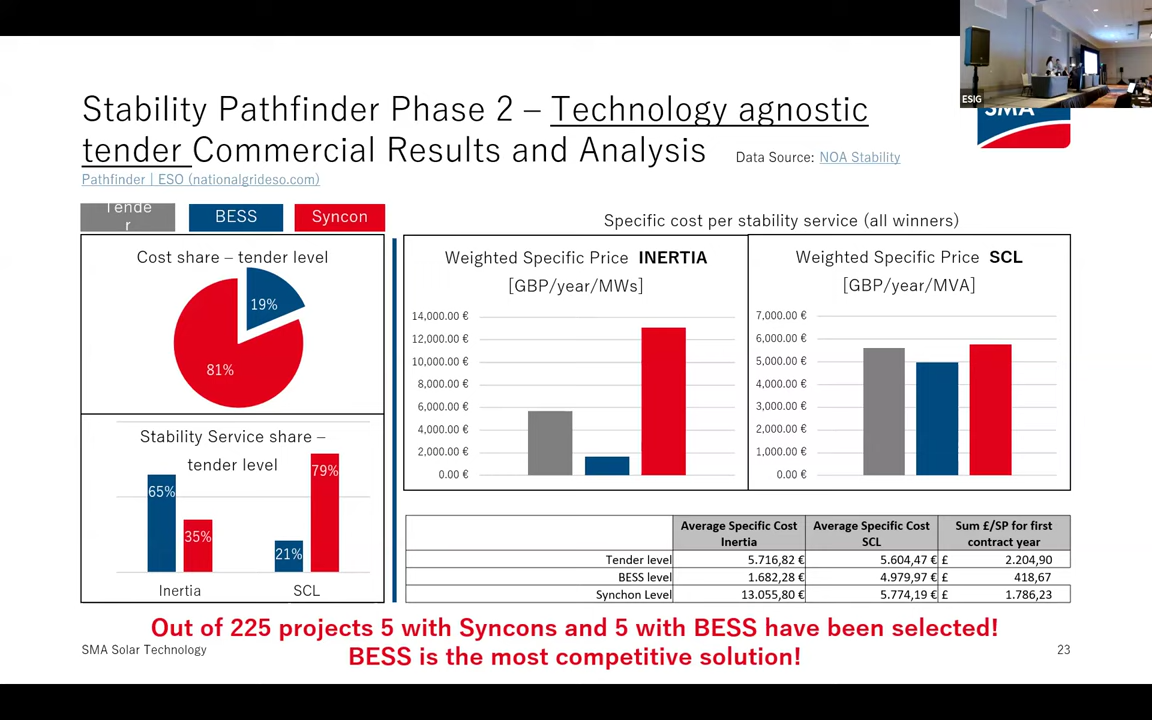 ESIG
SMA
Stability Pathfinder Phase 2 – Technology agnostic
tender Commercial Results and Analysis
Data Source: NOA Stability
Pathfinder | ESO (nationalgrideso.com)
Tende
r
BESS
Syncon
Specific cost per stability service (all winners)
Cost share – tender level
19%
81%
Stability Service share –
tender level
65%
35%
21%
79%
Inertia
SCL
Weighted Specific Price INERTIA
[GBP/year/MWs]
14,000.00 €
12,000.00 €
10,000.00 €
8,000.00 €
6,000.00 €
4,000.00 €
2,000.00 €
0.00 €
Weighted Specific Price SCL
[GBP/year/MVA]
7,000.00 €
6,000.00 €
5,000.00 €
4,000.00 €
3,000.00 €
2,000.00 €
1,000.00 €
0.00 €
Average Specific Cost Inertia Average Specific Cost SCL Sum £/SP for first contract year
Tender level 5.716,82 € 5.604,47 € £ 2.204,90
BESS level 1.682,28 € 4.979,97 € £ 418,67
Synchon Level 13.055,80 € 5.774,19 € £ 1.786,23
Out of 225 projects 5 with Syncons and 5 with BESS have been selected!
BESS is the most competitive solution!
SMA Solar Technology
23